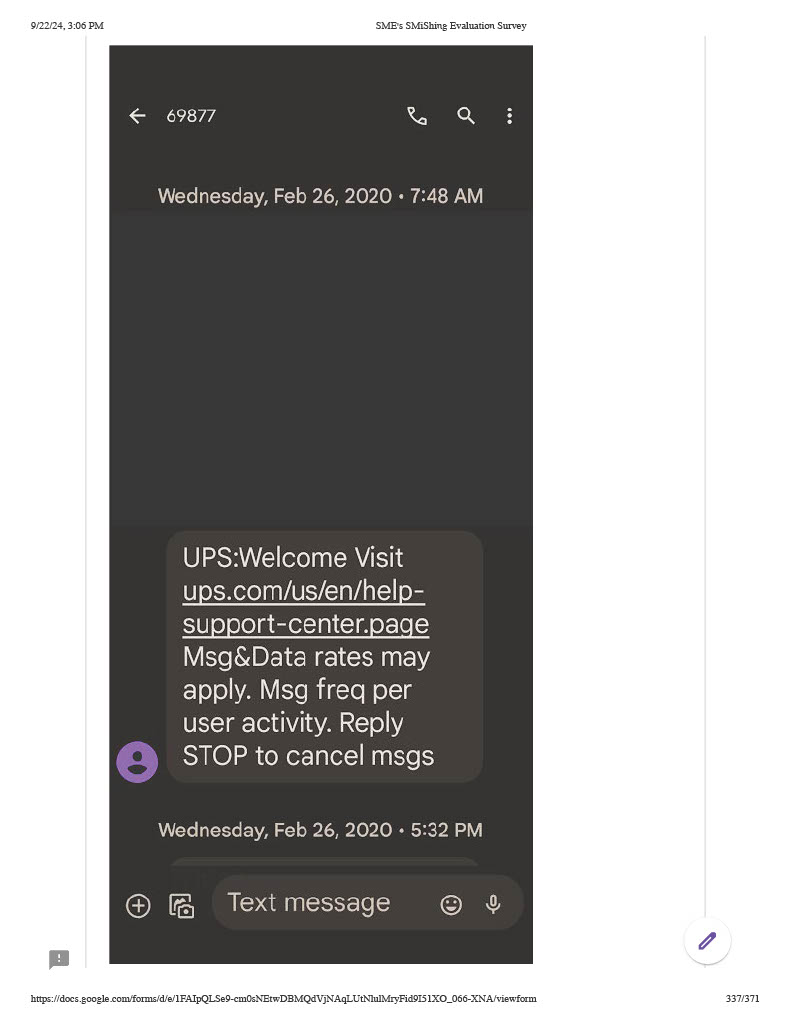 9/22/24, 3:06 PM SME's SMiShing Evaluation Survey
69877
Wednesday, Feb 26, 2020 • 7:48 AM
UPS:Welcome Visit
ups.com/us/en/help-
support-center.page
Msg&Data rates may
apply. Msg freq per
user activity. Reply
STOP to cancel msgs
Wednesday, Feb 26, 2020 • 5:32 PM
Text message
https://docs.google.com/forms/d/e/1FAIpQLSe9-cm0sNEtwDBMQdVjNAqLUtNlulMryFid9I51XO_066-XNA/viewform 337/371